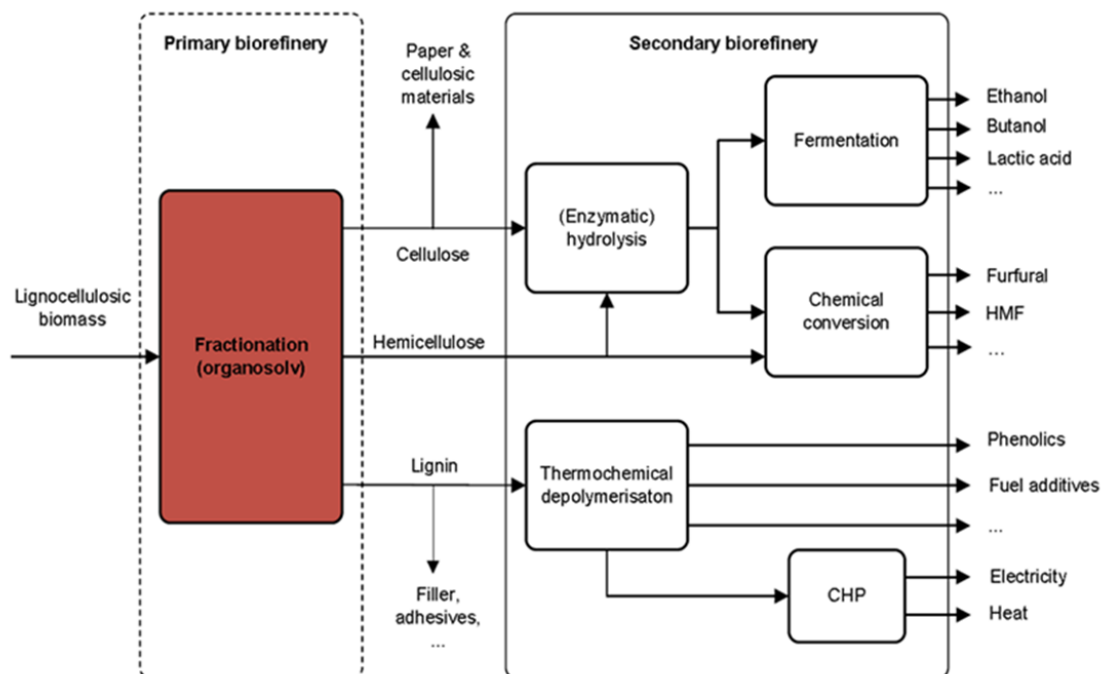 Primary biorefinery
Secondary biorefinery
Paper &
cellulosic
materials
Lignocellulosic
biomass
Fractionation
(organosolv)
Cellulose
Hemicellulose
Lignin
Filler,
adhesives,
...
(Enzymatic)
hydrolysis
Fermentation
Ethanol
Butanol
Lactic acid
...
Chemical
conversion
Furfural
HMF
...
Thermochemical
depolymerisaton
Phenolics
Fuel additives
...
CHP
Electricity
Heat